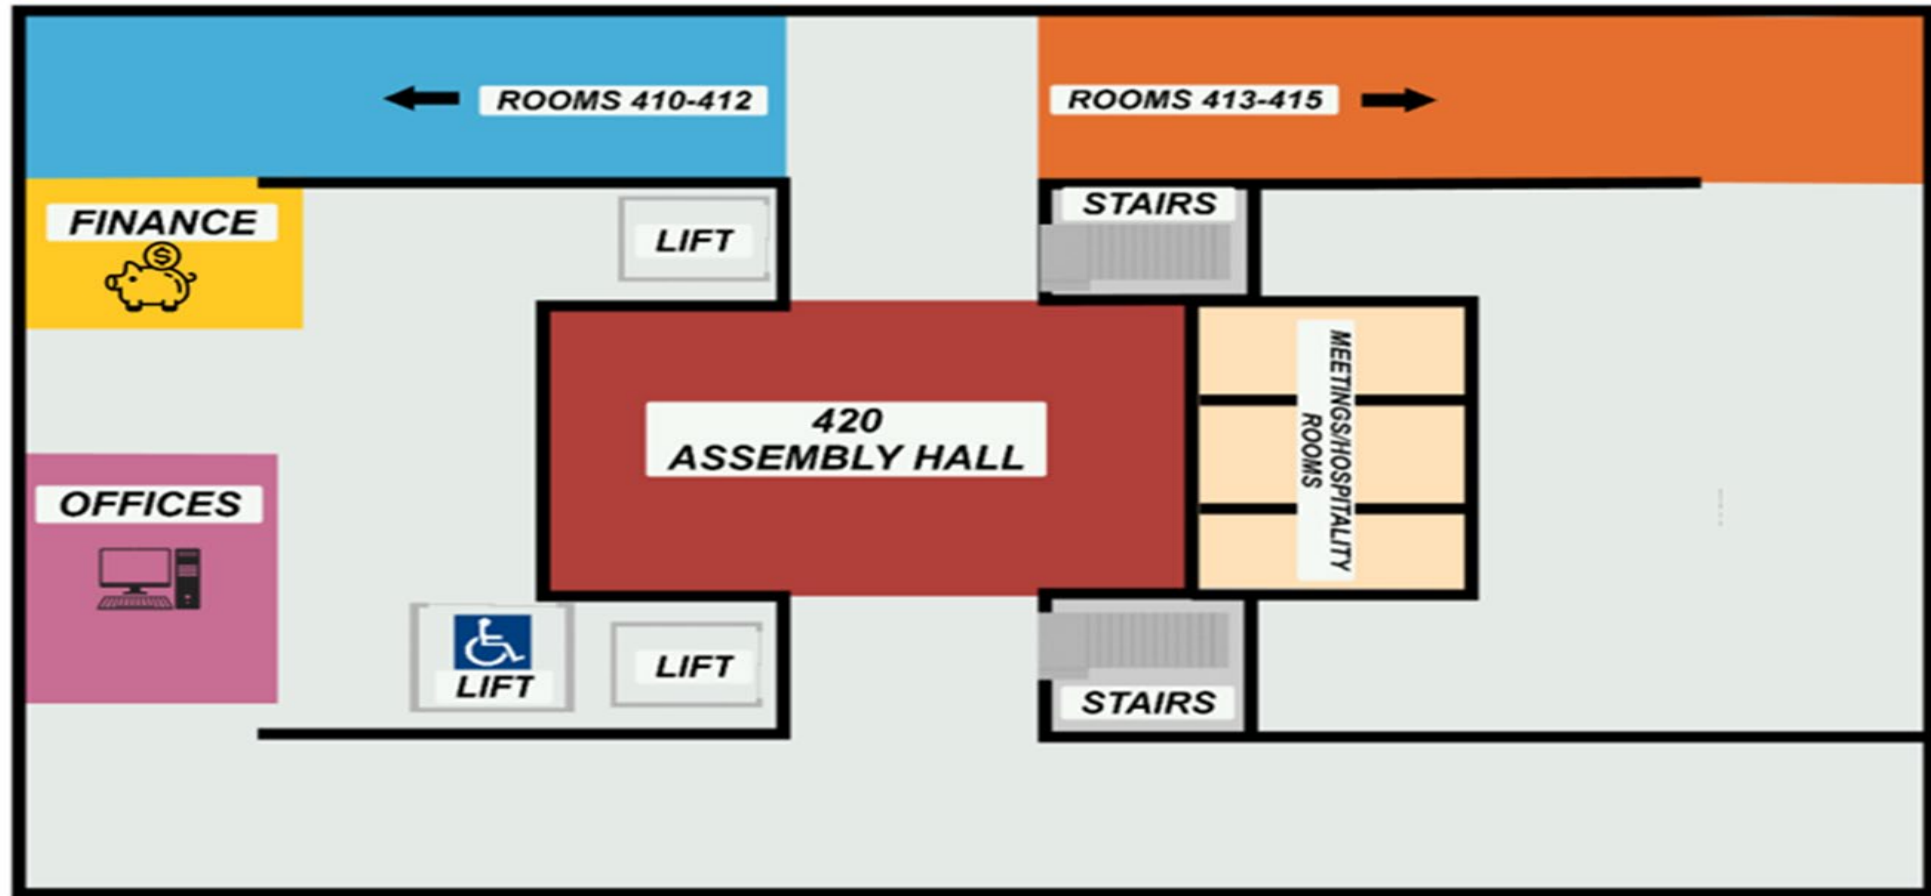 ROOMS 410-412
ROOMS 413-415
FINANCE
$
LIFT
STAIRS
420
ASSEMBLY HALL
MEETINGS/HOSPITALITY
ROOMS
OFFICES
LIFT
LIFT
STAIRS